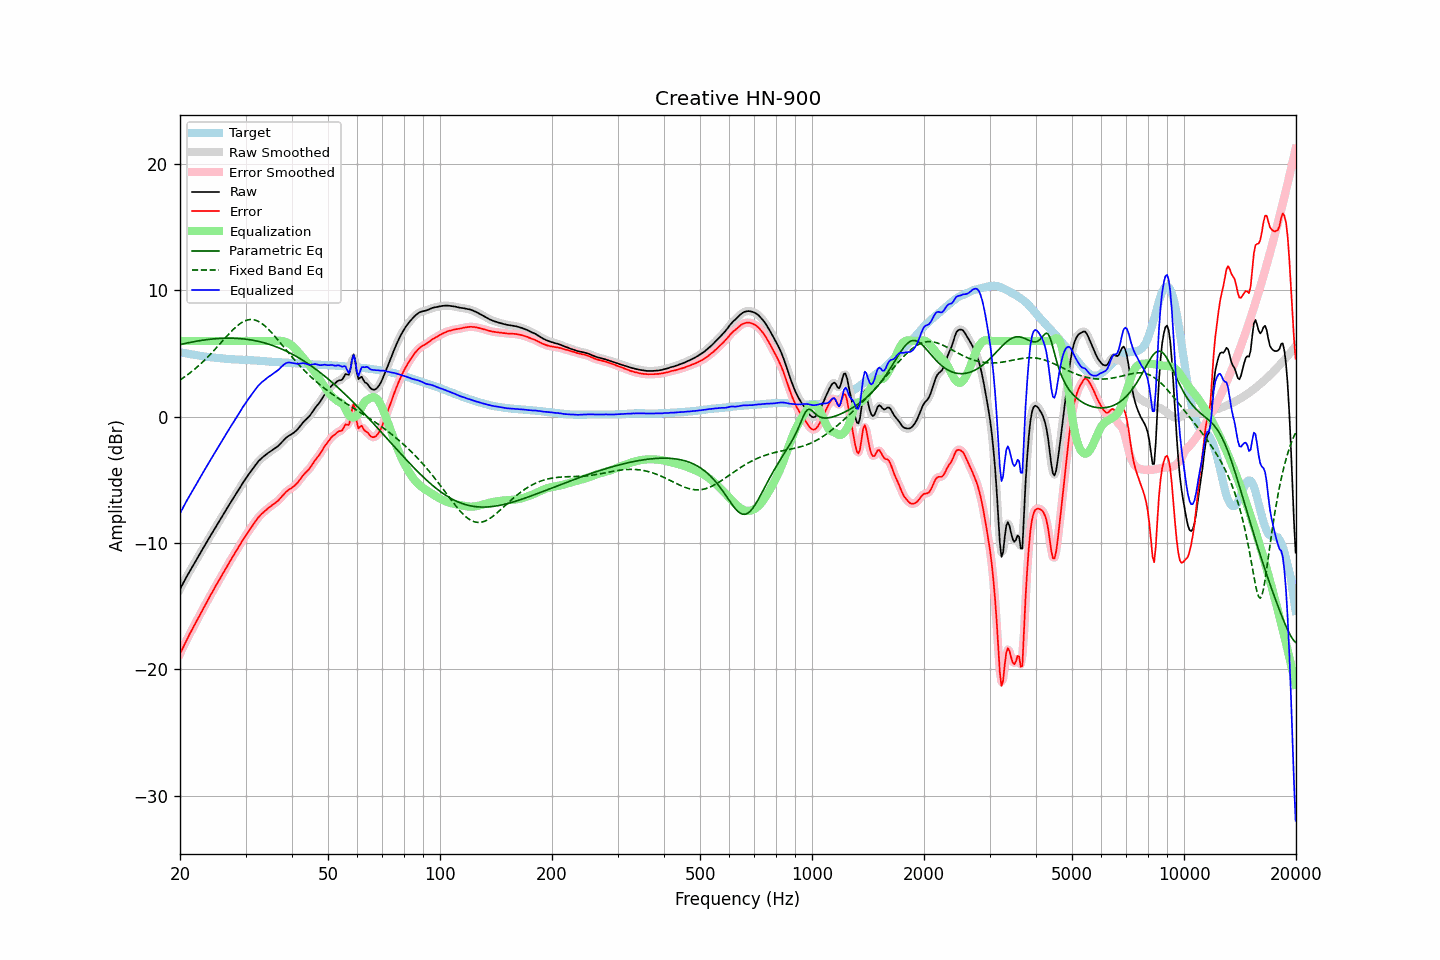 Creative HN-900
Target
Raw Smoothed
Error Smoothed
Raw
Error
Equalization
Parametric Eq
Fixed Band Eq
Equalized
Amplitude (dBr)
20
10
0
−10
−20
−30
20 50 100 200 500 1000 2000 5000 10000 20000
Frequency (Hz)